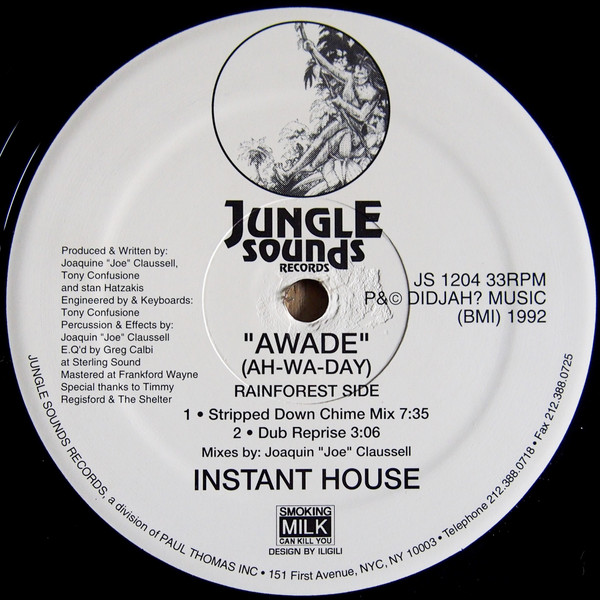 JUNGLE
SOUNDS
RECORDS
Produced & Written by:
Joaquine "Joe" Claussell,
Tony Confusione
and stan Hatzakis
Engineered by & Keyboards:
Tony Confusione
Percussion & Effects by:
Joaquin "Joe" Claussell
E.Q'd by Greg Calbi
at Sterling Sound
Mastered at Frankford Wayne
Special thanks to Timmy
Regisford & The Shelter
JS 1204 33RPM
P&© DIDJAH? MUSIC
(BMI) 1992
"AWADE"
(AH-WA-DAY)
RAINFOREST SIDE
1 • Stripped Down Chime Mix 7:35
2 • Dub Reprise 3:06
Mixes by: Joaquin "Joe" Claussell
INSTANT HOUSE
SMOKING
MILK
CAN KILL YOU
DESIGN BY ILIGILI
JUNGLE SOUNDS RECORDS, a division of PAUL THOMAS INC • 151 First Avenue, NYC, NY 10003 • Telephone 212.388.0718 • Fax 212.388.0725